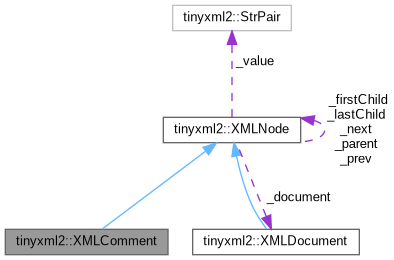 tinyxml2::StrPair
_value
_firstChild
_lastChild
_next
_parent
_prev
tinyxml2::XMLNode
_document
tinyxml2::XMLComment
tinyxml2::XMLDocument